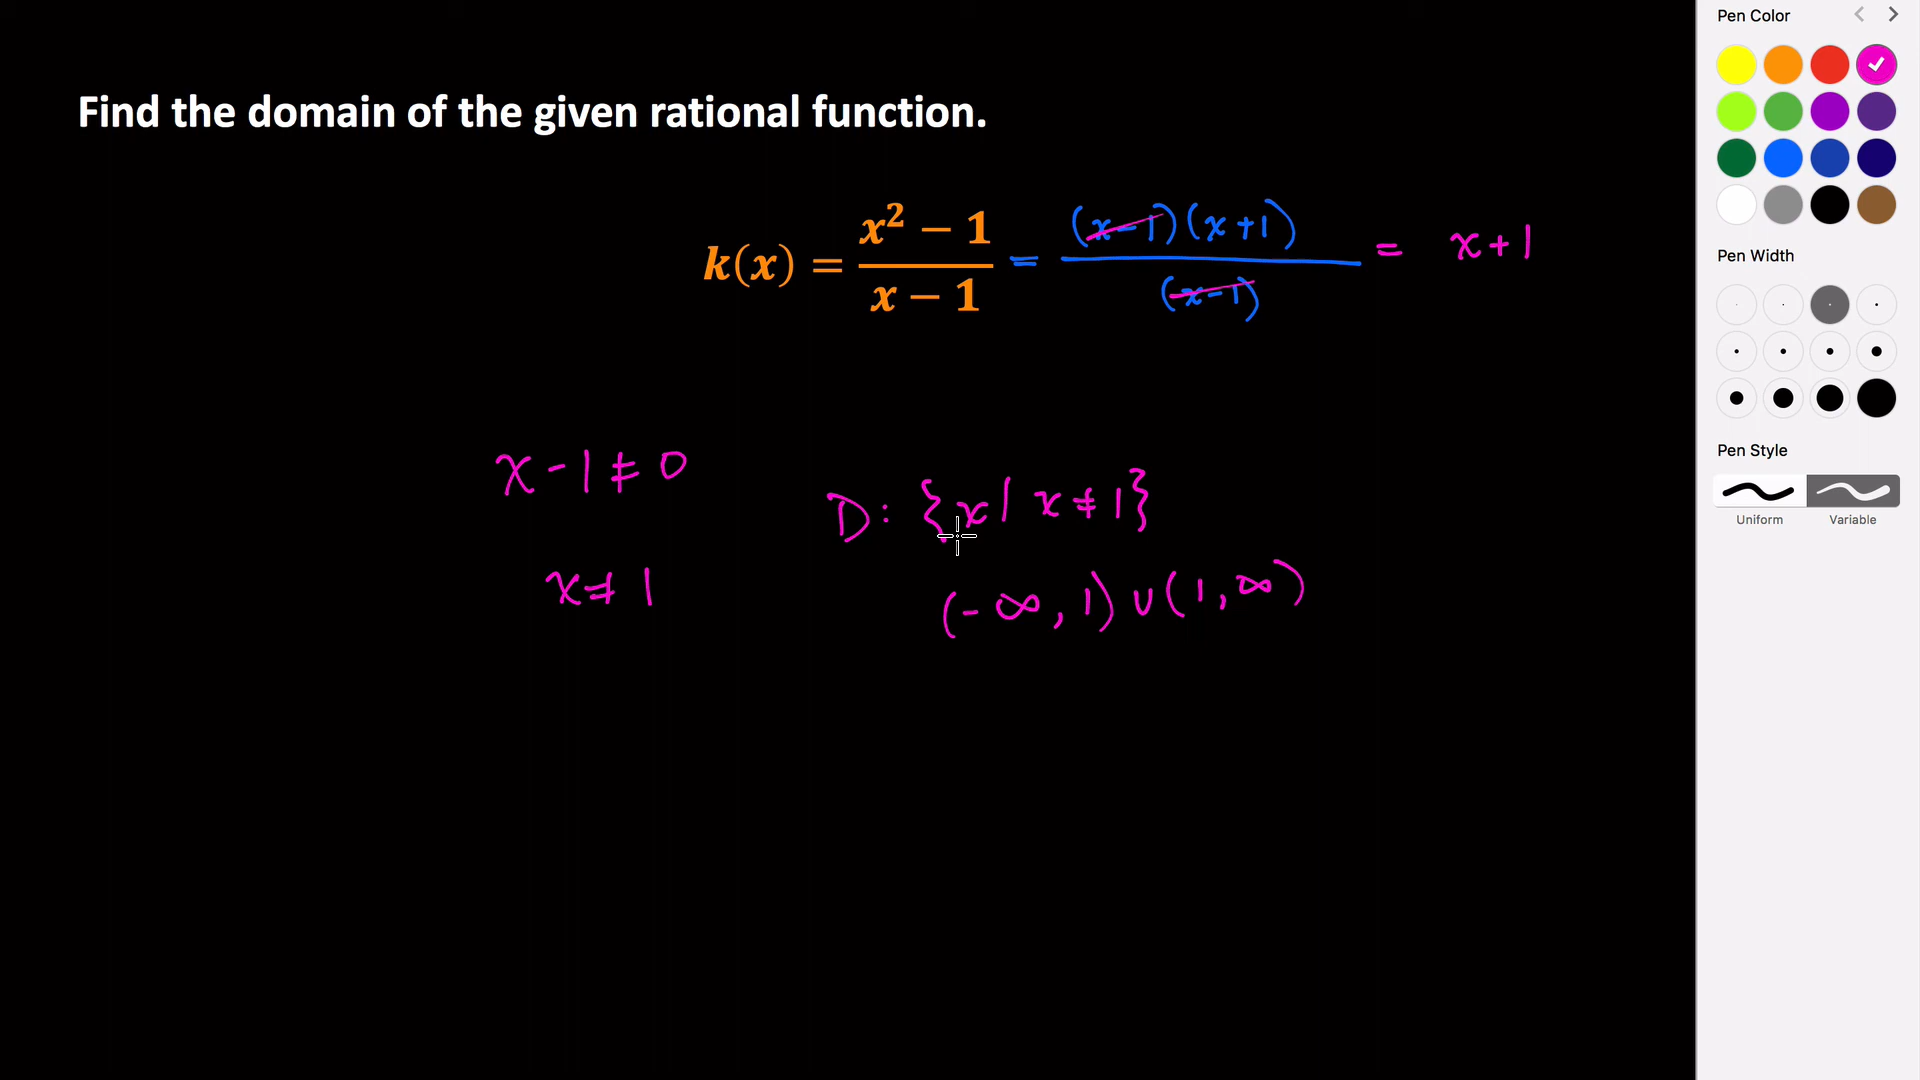 Find the domain of the given rational function.
k(x) = (x² − 1)/(x − 1) = ((x-1)(x+1))/((x-1)) = x+1
x-1≠0
D: {x| x≠1}
x≠1
(-∞, 1) ∪ (1, ∞)
Pen Color
Pen Width
Pen Style
Uniform
Variable